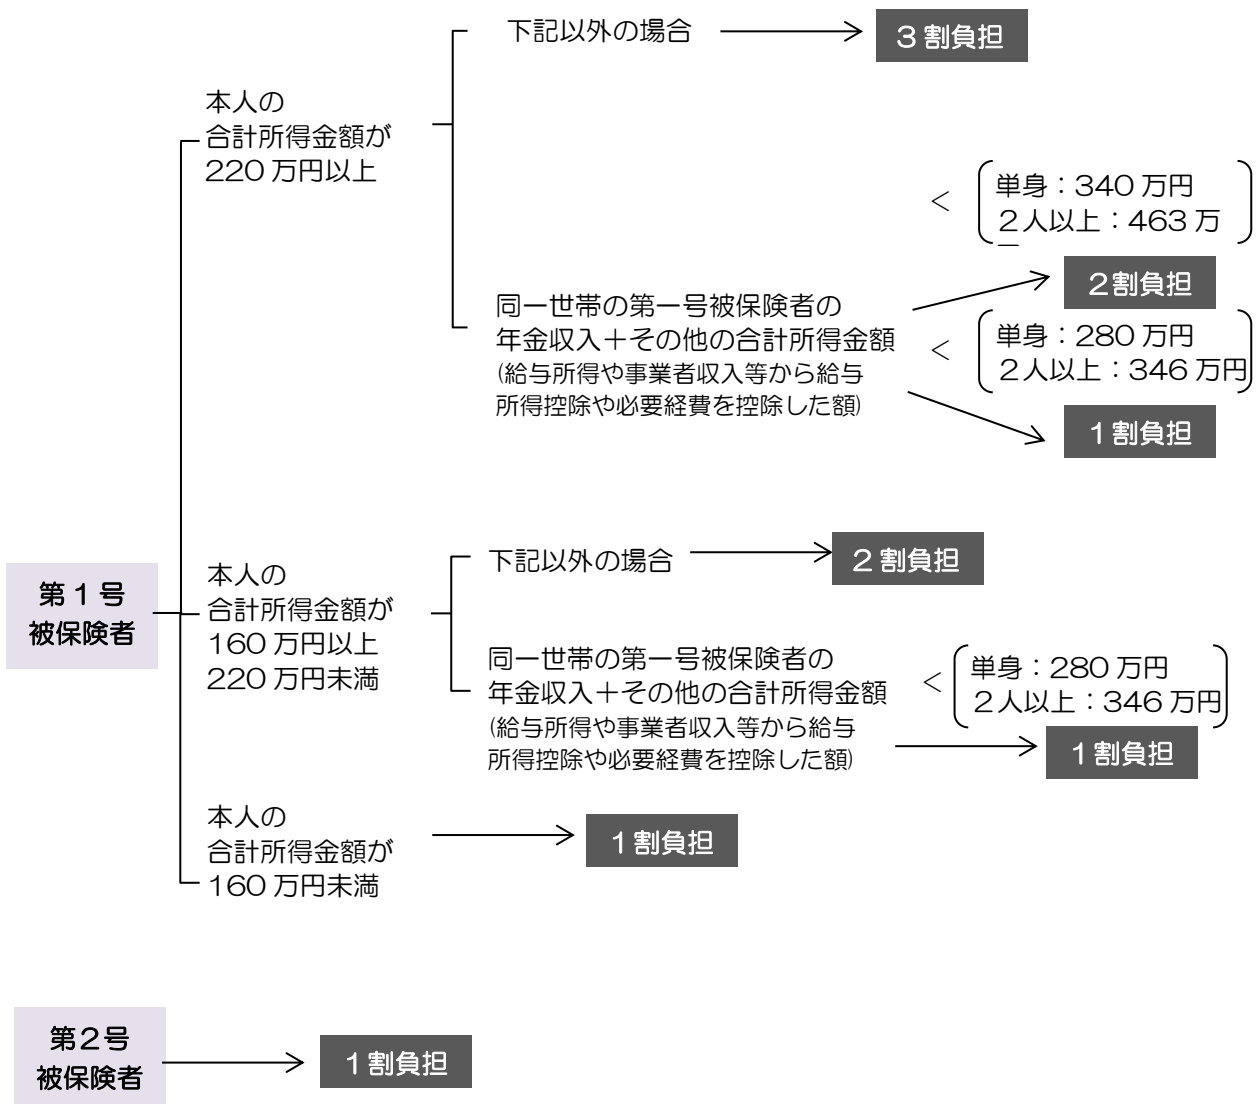 下記以外の場合
3割負担
本人の
合計所得金額が
220万円以上
<
単身：340万円
2人以上：463万
2割負担
同一世帯の第一号被保険者の
年金収入＋その他の合計所得金額
(給与所得や事業者収入等から給与
所得控除や必要経費を控除した額)
<
単身：280万円
2人以上：346万円
1割負担
第1号
被保険者
本人の
合計所得金額が
160万円以上
220万円未満
下記以外の場合
2割負担
同一世帯の第一号被保険者の
年金収入＋その他の合計所得金額
(給与所得や事業者収入等から給与
所得控除や必要経費を控除した額)
<
単身：280万円
2人以上：346万円
1割負担
本人の
合計所得金額が
160万円未満
1割負担
第2号
被保険者
1割負担